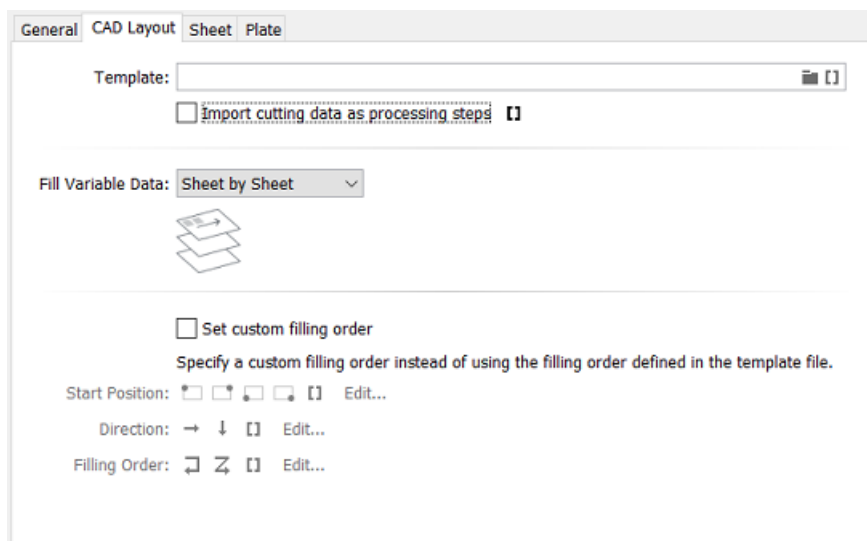 General CAD Layout Sheet Plate
Template:
Import cutting data as processing steps
Fill Variable Data: Sheet by Sheet
Set custom filling order
Specify a custom filling order instead of using the filling order defined in the template file.
Start Position: Edit...
Direction: Edit...
Filling Order: Edit...